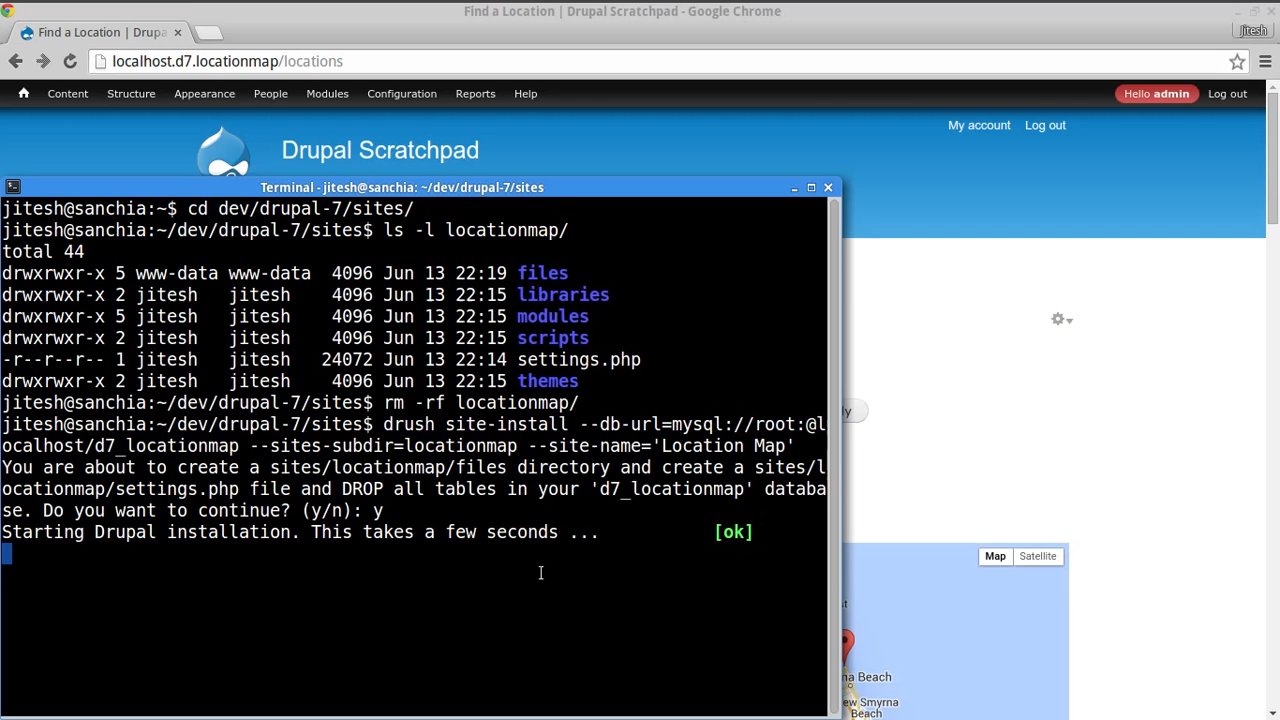 Find a Location | Drupal Scratchpad - Google Chrome
Find a Location | Drupa
jitesh
localhost.d7.locationmap/locations
Content Structure Appearance People Modules Configuration Reports Help Hello admin Log out
My account Log out
Drupal Scratchpad
Terminal - jitesh@sanchia: ~/dev/drupal-7/sites
jitesh@sanchia:~$ cd dev/drupal-7/sites/
jitesh@sanchia:~/dev/drupal-7/sites$ ls -l locationmap/
total 44
drwxrwxr-x 5 www-data www-data  4096 Jun 13 22:19 files
drwxrwxr-x 2 jitesh   jitesh    4096 Jun 13 22:15 libraries
drwxrwxr-x 5 jitesh   jitesh    4096 Jun 13 22:15 modules
drwxrwxr-x 2 jitesh   jitesh    4096 Jun 13 22:15 scripts
-r--r--r-- 1 jitesh   jitesh   24072 Jun 13 22:14 settings.php
drwxrwxr-x 2 jitesh   jitesh    4096 Jun 13 22:15 themes
jitesh@sanchia:~/dev/drupal-7/sites$ rm -rf locationmap/
jitesh@sanchia:~/dev/drupal-7/sites$ drush site-install --db-url=mysql://root:@l
ocalhost/d7_locationmap --sites-subdir=locationmap --site-name='Location Map'
You are about to create a sites/locationmap/files directory and create a sites/l
ocationmap/settings.php file and DROP all tables in your 'd7_locationmap' databa
se. Do you want to continue? (y/n): y
Starting Drupal installation. This takes a few seconds ... [ok]
ly
Map Satellite
st
na Beach
New Smyrna
Beach